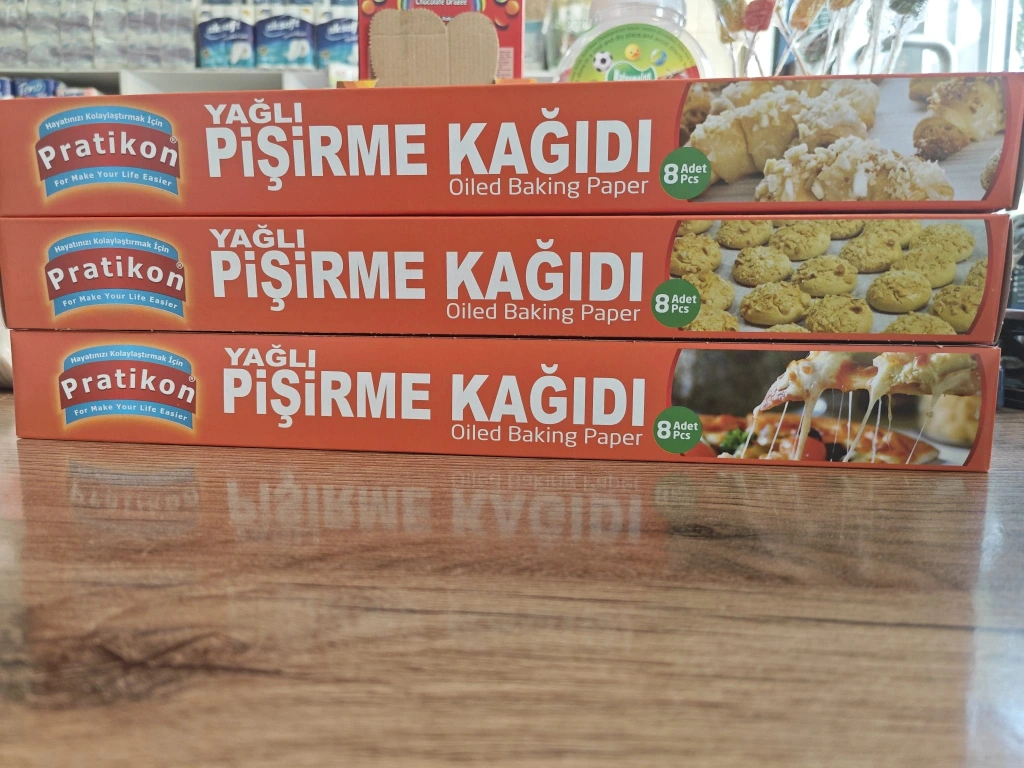 Chocolate Dragee
Hayatınızı Kolaylaştırmak İçin
Pratikon®
For Make Your Life Easier
YAĞLI
PİŞİRME KAĞIDI
Oiled Baking Paper
8 Adet
Pcs
Hayatınızı Kolaylaştırmak İçin
Pratikon®
For Make Your Life Easier
YAĞLI
PİŞİRME KAĞIDI
Oiled Baking Paper
8 Adet
Pcs
Hayatınızı Kolaylaştırmak İçin
Pratikon®
For Make Your Life Easier
YAĞLI
PİŞİRME KAĞIDI
Oiled Baking Paper
8 Adet
Pcs